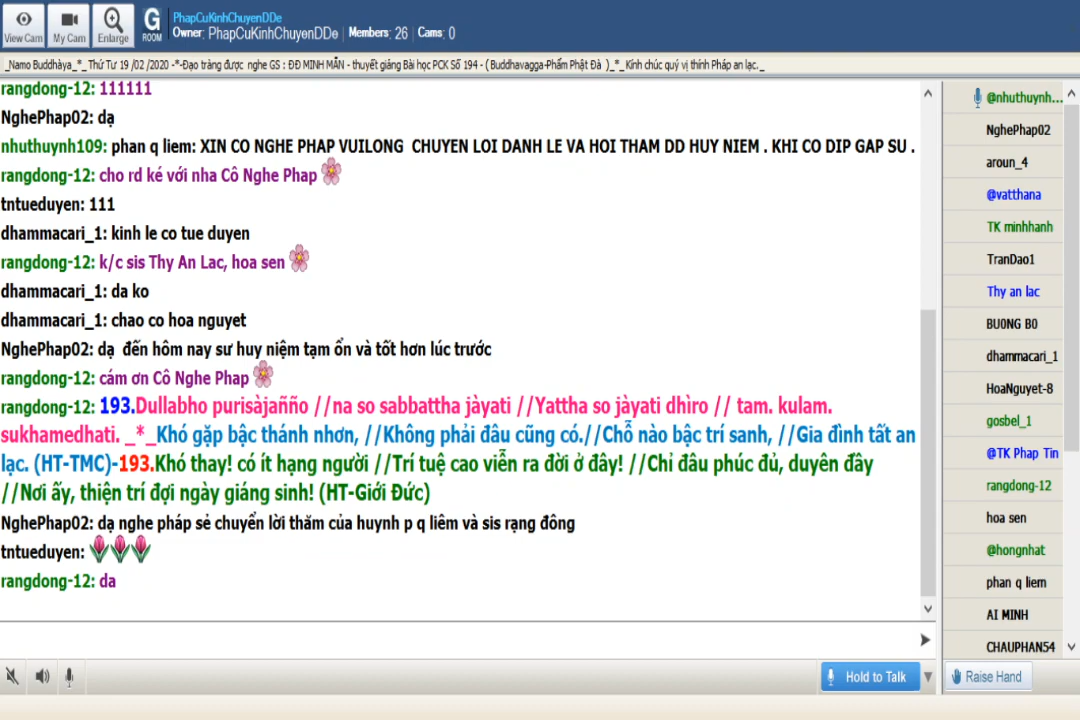 View Cam
My Cam
Enlarge
G
ROOM
PhapCuKinhChuyenDDe
Owner: PhapCuKinhChuyenDDe Members: 26 Cams: 0
_Namo Buddhàya_*_ Thứ Tư 19 /02 /2020 -*-Đạo tràng được nghe GS : ĐĐ MINH MẪN - thuyết giảng Bài học PCK Số 194 - ( Buddhavagga-Phẩm Phật Đà )_*_Kính chúc quý vị thính Pháp an lạc._
rangdong-12: 111111
NghePhap02: dạ
nhuthuynh109: phan q liem: XIN CO NGHE PHAP VUILONG CHUYEN LOI DANH LE VA HOI THAM DD HUY NIEM . KHI CO DIP GAP SU .
rangdong-12: cho rd ké với nha Cô Nghe Phap
tntueduyen: 111
dhammacari_1: kinh le co tue duyen
rangdong-12: k/c sis Thy An Lac, hoa sen
dhammacari_1: da ko
dhammacari_1: chao co hoa nguyet
NghePhap02: dạ đến hôm nay sư huy niệm tạm ổn và tốt hơn lúc trước
rangdong-12: cám ơn Cô Nghe Phap
rangdong-12: 193.Dullabho purisàjañño //na so sabbattha jàyati //Yattha so jàyati dhìro // tam. kulam.
sukhamedhati. _*_Khó gặp bậc thánh nhơn, //Không phải đâu cũng có.//Chỗ nào bậc trí sanh, //Gia đình tất an
lạc. (HT-TMC)-193.Khó thay! có ít hạng người //Trí tuệ cao viễn ra đời ở đây! //Chi đâu phúc đủ, duyên đầy
//Nơi ấy, thiện trí đợi ngày giáng sinh! (HT-Giới Đức)
NghePhap02: dạ nghe pháp sẻ chuyển lời thăm của huynh p q liêm và sis rạng đông
tntueduyen:
rangdong-12: da
Hold to Talk
@nhuthuynh...
NghePhap02
aroun_4
@vatthana
TK minhhanh
TranDao1
Thy an lac
BU0NG B0
dhammacari_1
HoaNguyet-8
gosbel_1
@TK Phap Tin
rangdong-12
hoa sen
@hongnhat
phan q liem
AI MINH
CHAUPHAN54
Raise Hand